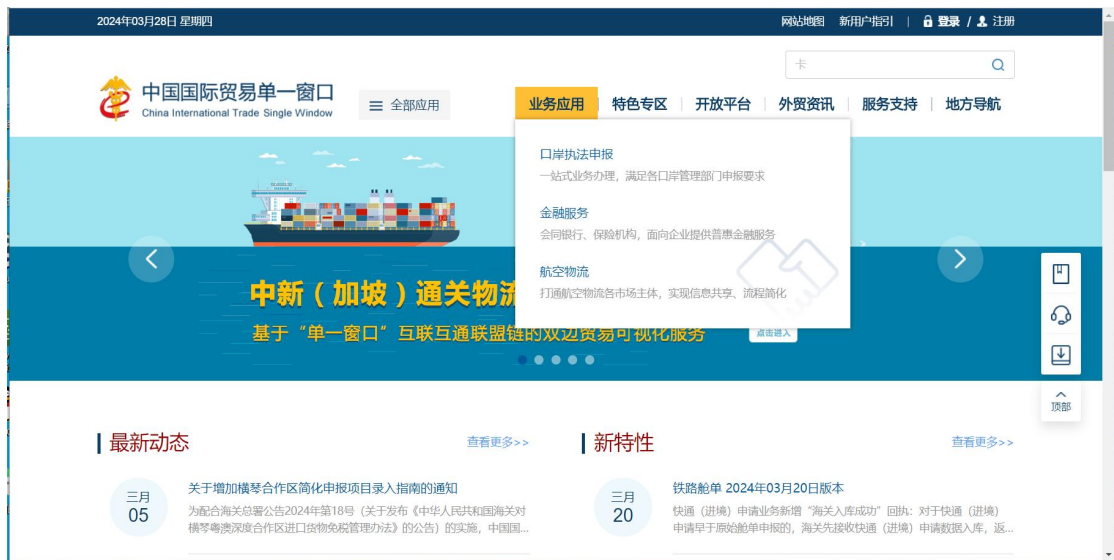 2024年03月28日 星期四
网站地图 新用户指引 | 登录 / 注册
卡
中国国际贸易单一窗口
China International Trade Single Window
全部应用
业务应用 | 特色专区 | 开放平台 | 外贸资讯 | 服务支持 | 地方导航
口岸执法申报
一站式业务办理，满足各口岸管理部门申报要求
金融服务
会同银行、保险机构，面向企业提供普惠金融服务
航空物流
打通航空物流各市场主体，实现信息共享、流程简化
中新（加坡）通关物流
基于“单一窗口”互联互通联盟链的双边贸易可视化服务
点击进入
顶部
最新动态
查看更多>>
三月
05
关于增加横琴合作区简化申报项目录入指南的通知
为配合海关总署公告2024年第18号（关于发布《中华人民共和国海关对
横琴粤澳深度合作区进口货物免税管理办法》的公告）的实施，中国国...
新特性
查看更多>>
三月
20
铁路舱单 2024年03月20日版本
快通（进境）申请业务新增“海关入库成功”回执：对于快通（进境）
申请早于原始舱单申报的，海关先接收快通（进境）申请数据入库，返...